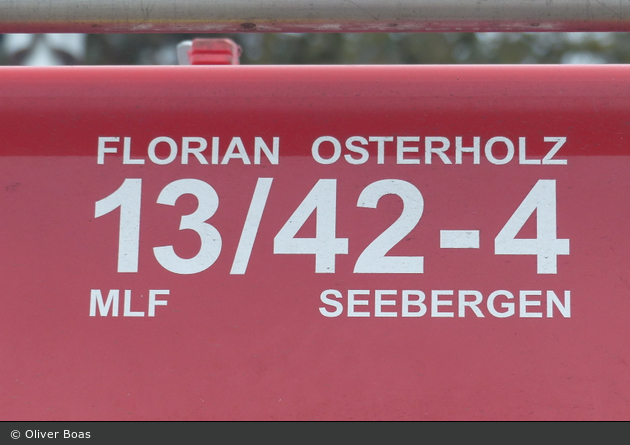 FLORIAN OSTERHOLZ
13/42-4
MLF SEEBERGEN
© Oliver Boas